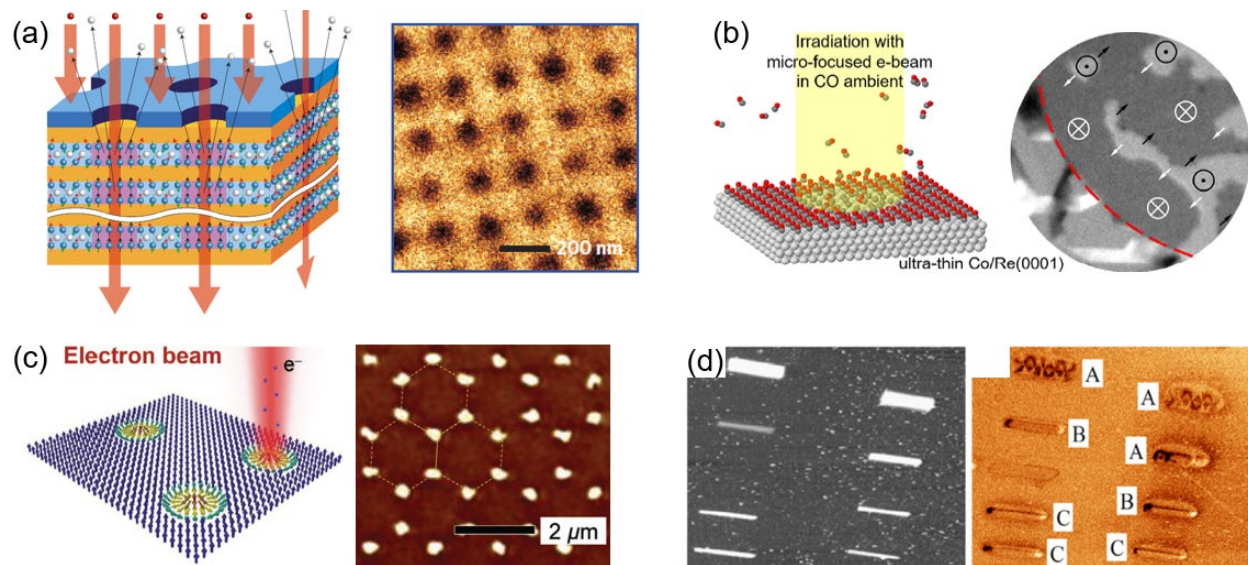 (a)
200 nm
(b)
Irradiation with
micro-focused e-beam
in CO ambient
ultra-thin Co/Re(0001)
(c)
Electron beam
e⁻
2 µm
(d)
A
A
B
A
B
C
C
C